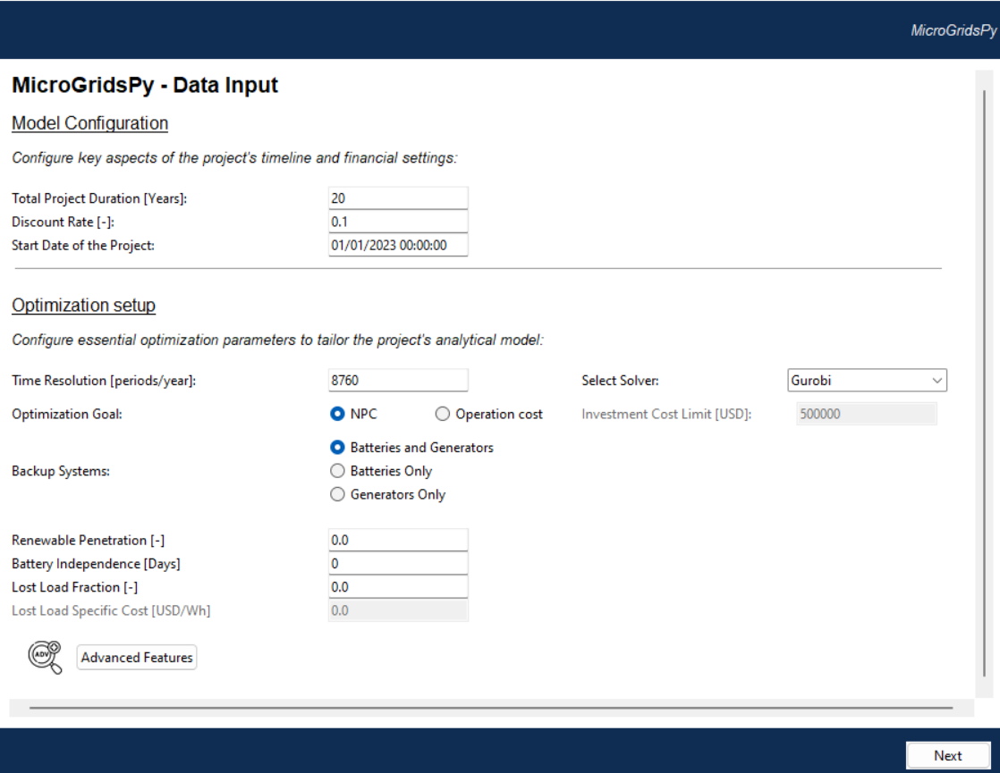 MicroGridsPy
MicroGridsPy - Data Input
Model Configuration
Configure key aspects of the project's timeline and financial settings:
Total Project Duration [Years]: 20
Discount Rate [-]: 0.1
Start Date of the Project: 01/01/2023 00:00:00
Optimization setup
Configure essential optimization parameters to tailor the project's analytical model:
Time Resolution [periods/year]: 8760 Select Solver: Gurobi
Optimization Goal: NPC Operation cost Investment Cost Limit [USD]: 500000
Batteries and Generators
Backup Systems: Batteries Only
Generators Only
Renewable Penetration [-] 0.0
Battery Independence [Days] 0
Lost Load Fraction [-] 0.0
Lost Load Specific Cost [USD/Wh] 0.0
ADV Advanced Features
Next